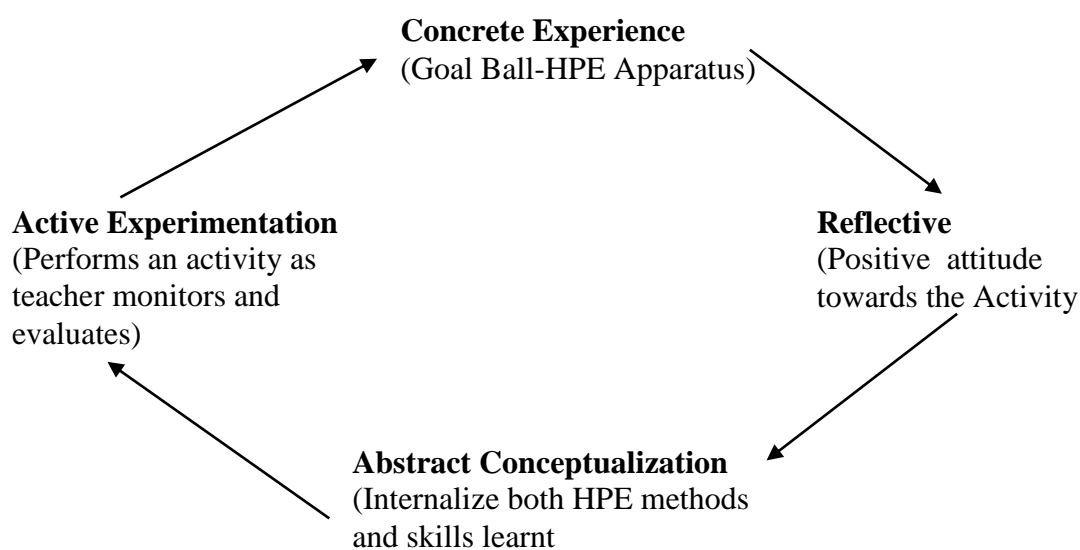 Concrete Experience
(Goal Ball-HPE Apparatus)
Active Experimentation
(Performs an activity as
teacher monitors and
evaluates)
Reflective
(Positive attitude
towards the Activity
Abstract Conceptualization
(Internalize both HPE methods
and skills learnt